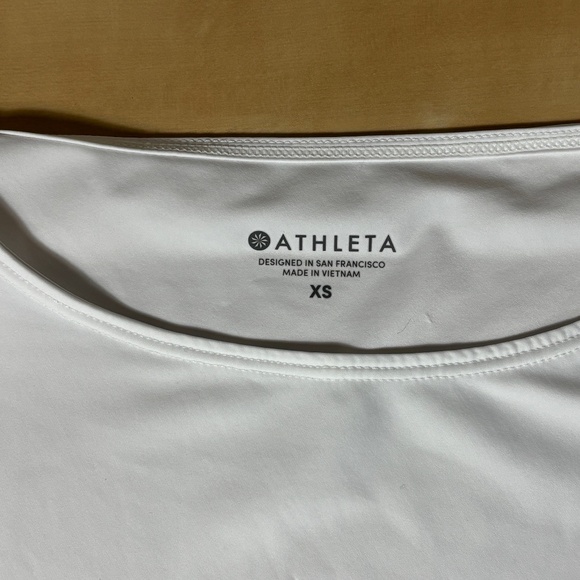 ATHLETA
DESIGNED IN SAN FRANCISCO
MADE IN VIETNAM
XS